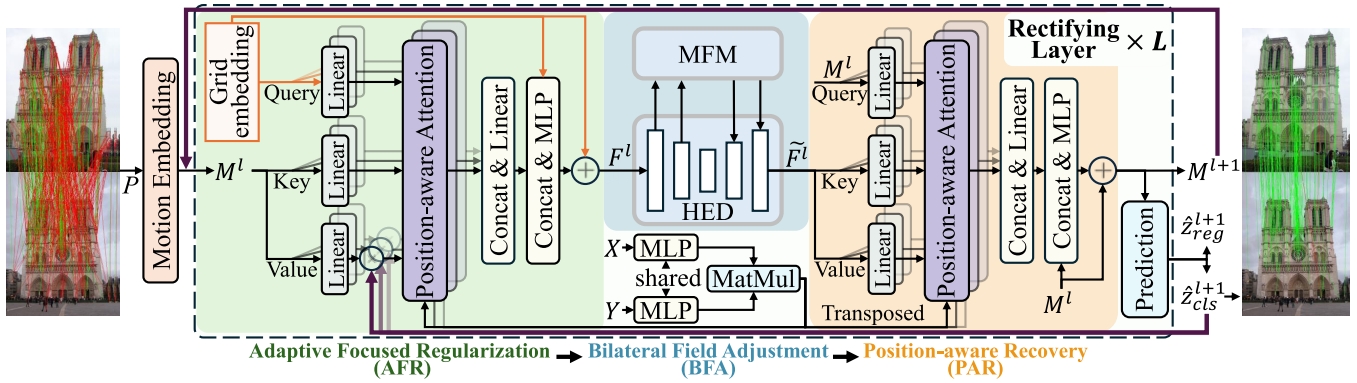 P
Motion Embedding
M^l
Grid
embedding
Query
Key
Value
Linear
Linear
Linear
Position-aware Attention
Concat & Linear
Concat & MLP
+
F^l
MFM
HED
\widetilde{F}^l
X
MLP
shared
Y
MLP
MatMul
Transposed
M^l
Query
Key
Value
Linear
Linear
Linear
Position-aware Attention
Concat & Linear
Concat & MLP
+
M^l
Rectifying
Layer
× L
Prediction
M^{l+1}
\hat{z}_{reg}^{l+1}
\hat{z}_{cls}^{l+1}
Adaptive Focused Regularization
(AFR)
Bilateral Field Adjustment
(BFA)
Position-aware Recovery
(PAR)